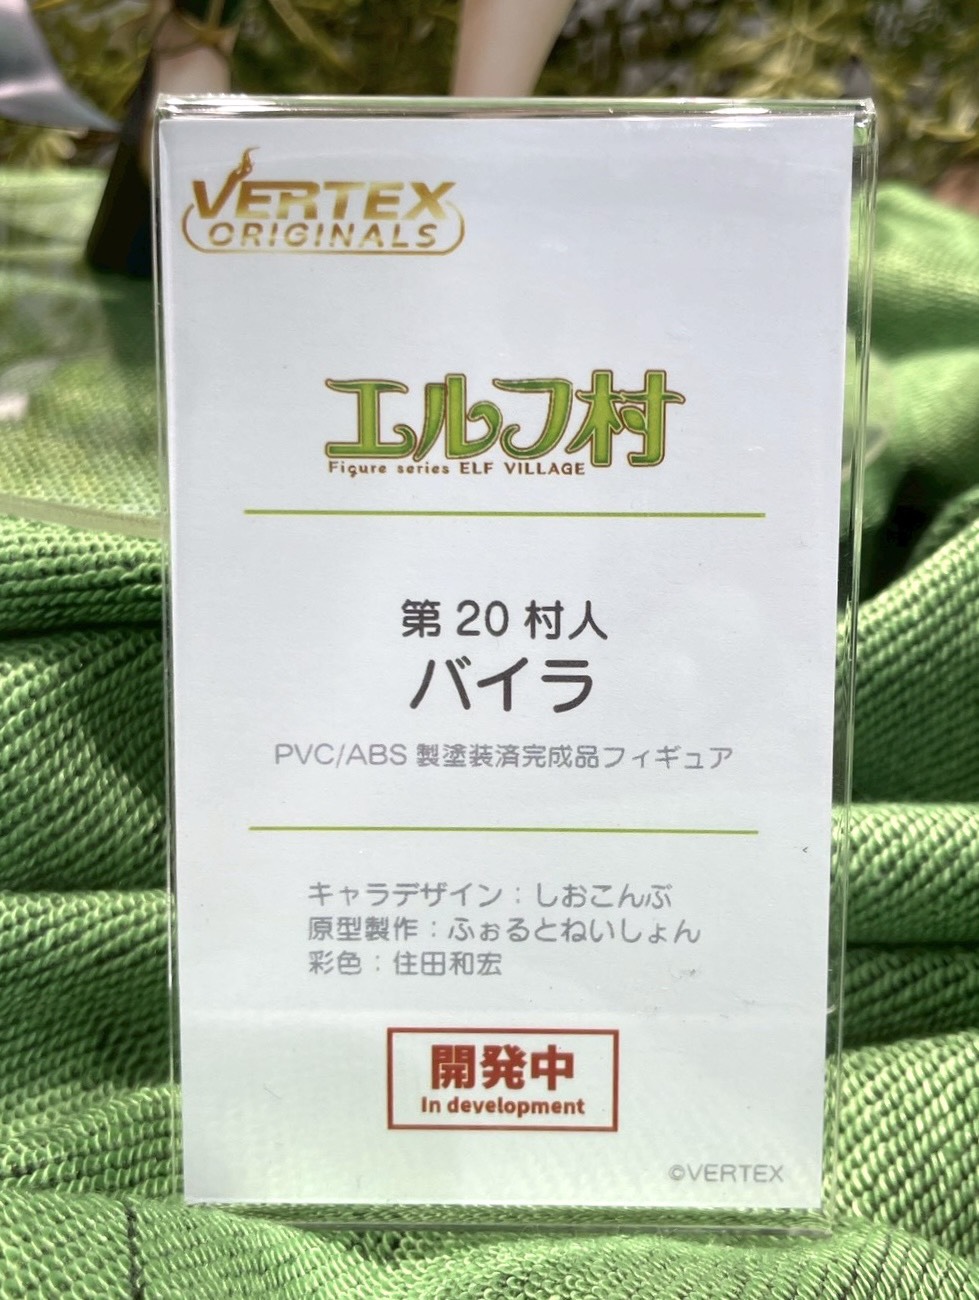 VERTEX
ORIGINALS
エルフ村
Figure series ELF VILLAGE
第 20 村人
バイラ
PVC/ABS 製塗装済完成品フィギュア
キャラデザイン：しおこんぶ
原型製作：ふぉるとねいしょん
彩色：住田和宏
開発中
In development
©VERTEX